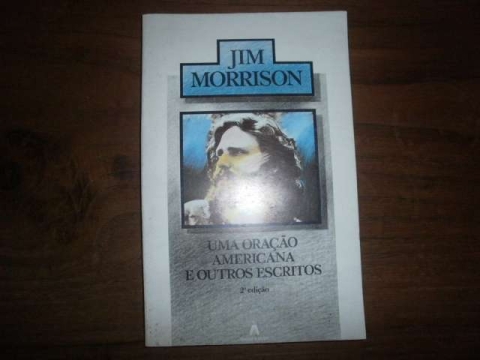 JIM
MORRISON
UMA ORAÇÃO
AMERICANA
E OUTROS ESCRITOS
2ª edição